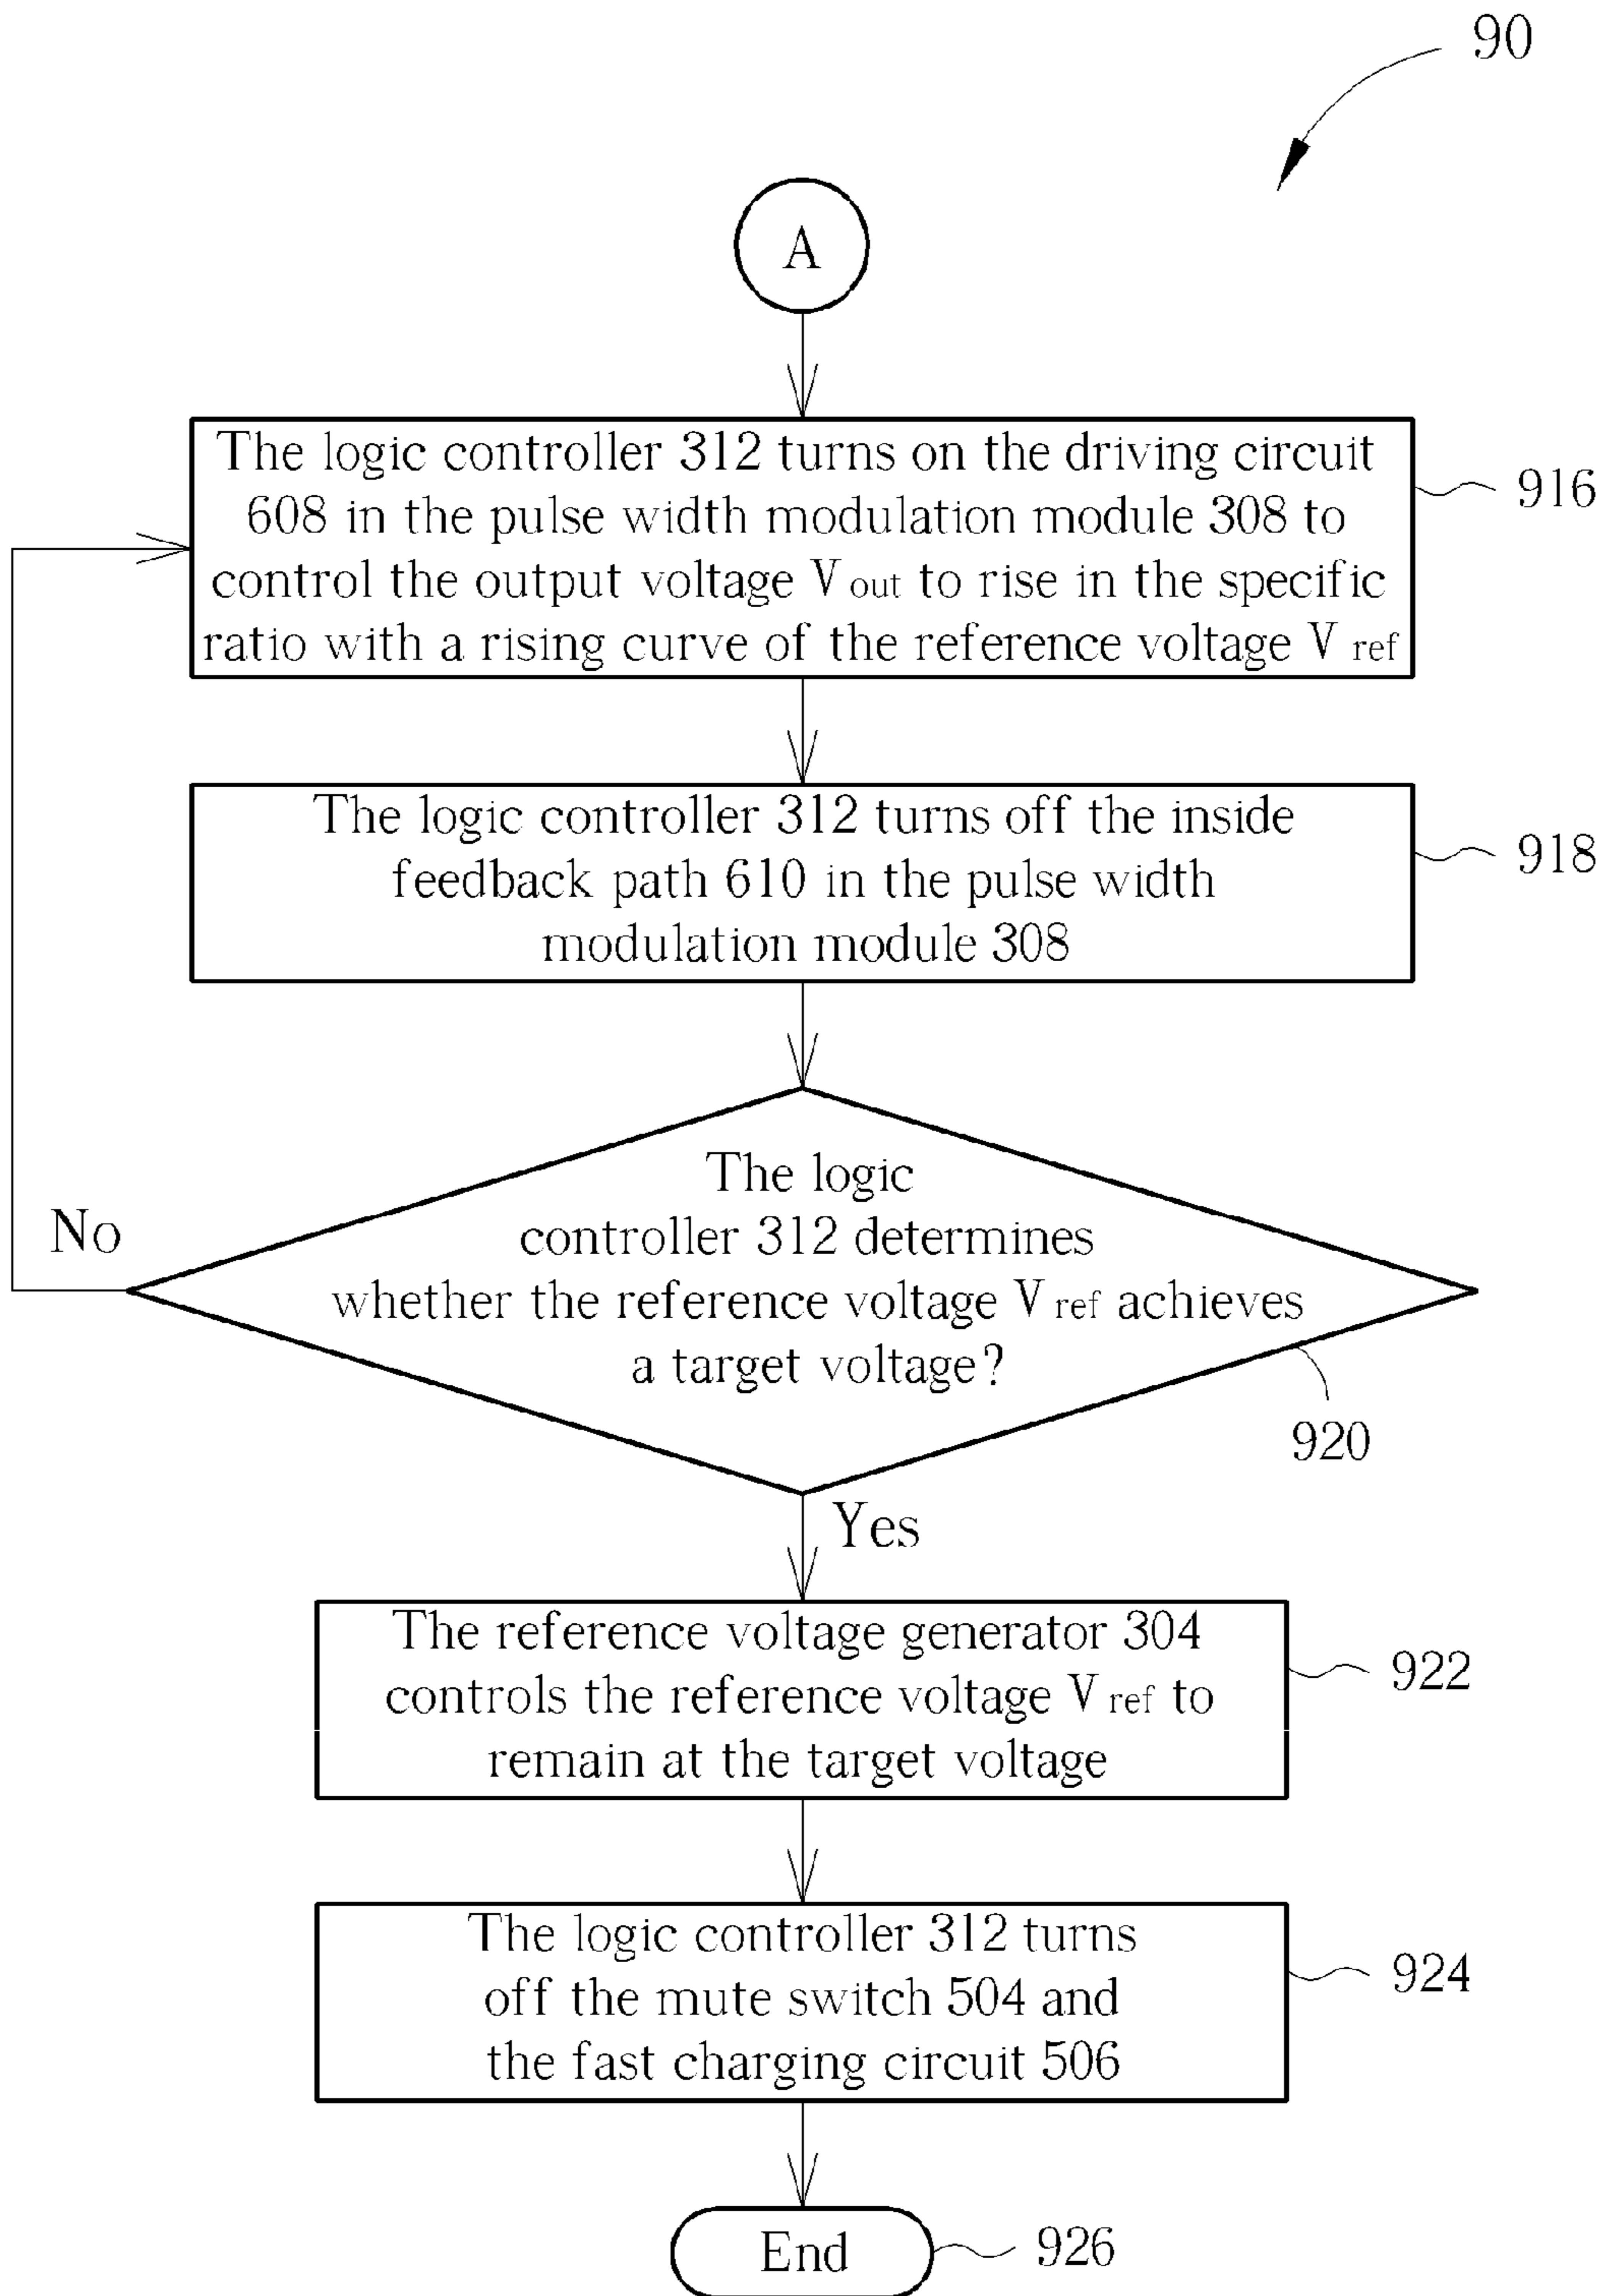 90
A
The logic controller 312 turns on the driving circuit
608 in the pulse width modulation module 308 to
control the output voltage Vout to rise in the specific
ratio with a rising curve of the reference voltage V ref
916
The logic controller 312 turns off the inside
feedback path 610 in the pulse width
modulation module 308
918
The logic
controller 312 determines
whether the reference voltage V ref achieves
a target voltage?
No
920
Yes
The reference voltage generator 304
controls the reference voltage V ref to
remain at the target voltage
922
The logic controller 312 turns
off the mute switch 504 and
the fast charging circuit 506
924
End
926